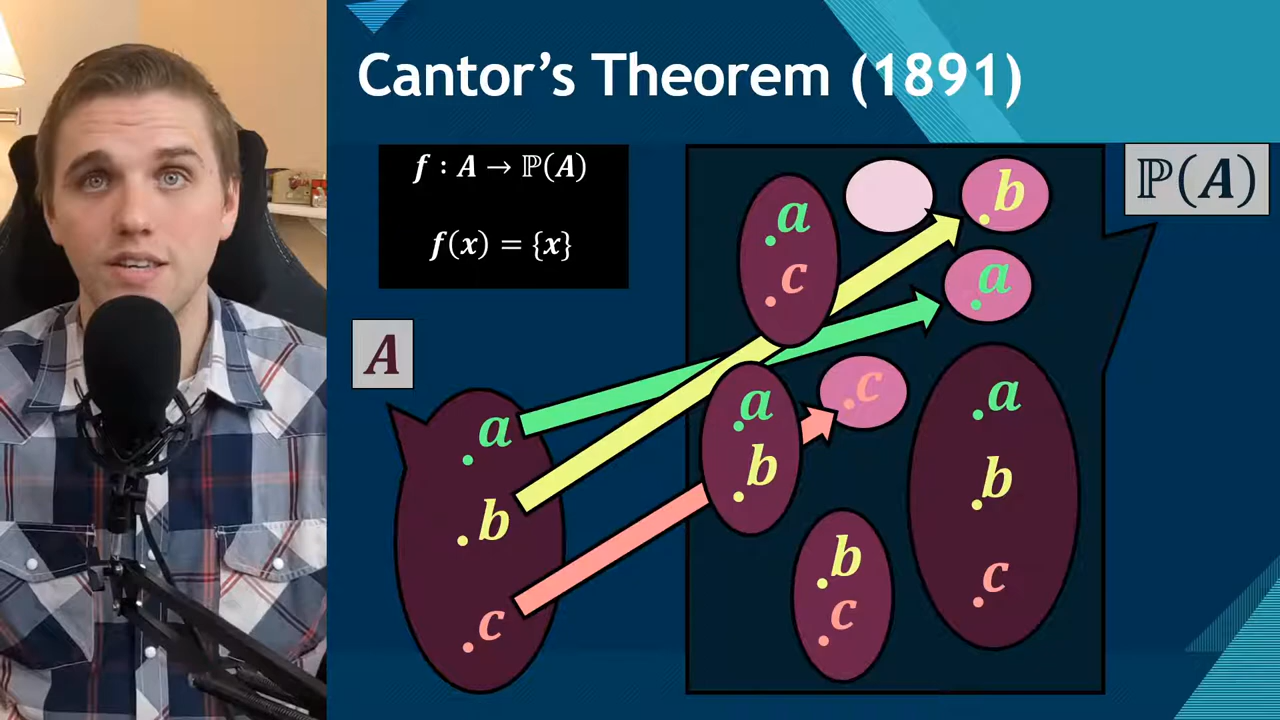 Cantor's Theorem (1891)
f : A → ℙ(A)
f(x) = {x}
ℙ(A)
A
a
b
c
a
c
b
a
c
a
b
a
b
c
b
c